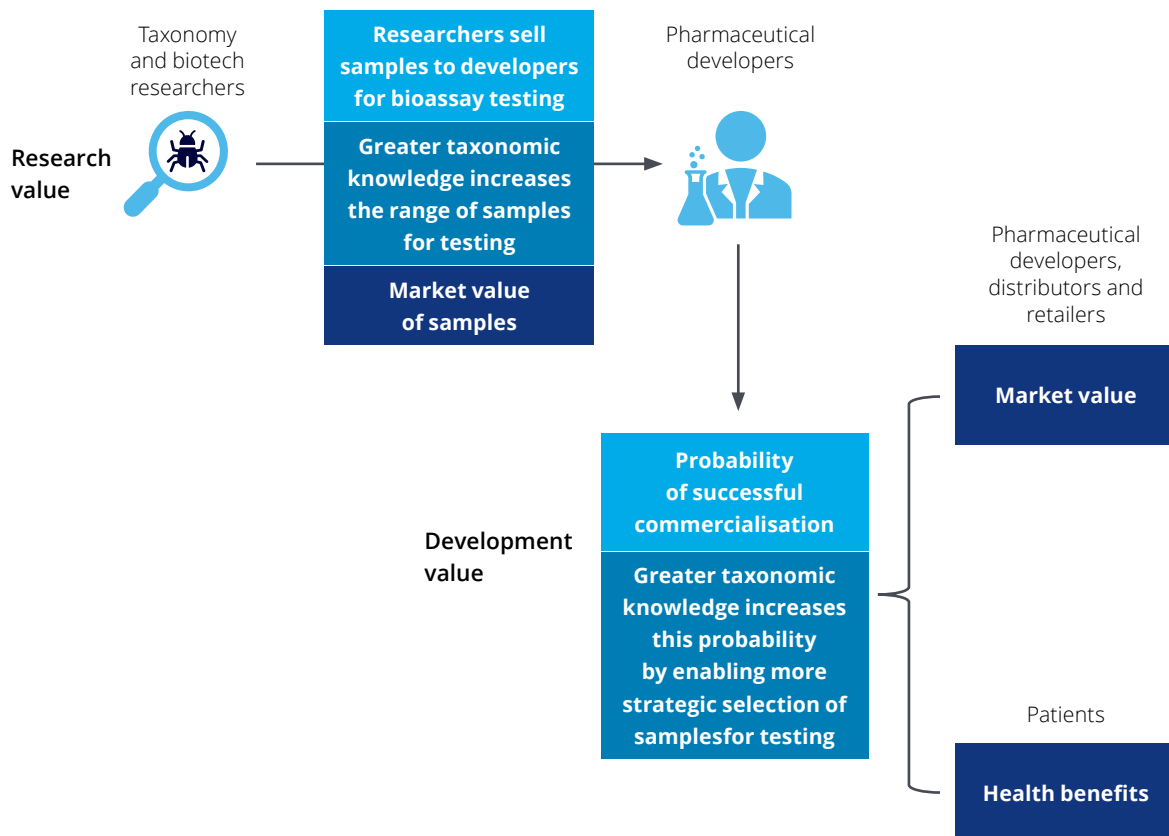 Taxonomy
and biotech
researchers
Research
value
Researchers sell
samples to developers
for bioassay testing
Greater taxonomic
knowledge increases
the range of samples
for testing
Market value
of samples
Pharmaceutical
developers
Development
value
Probability
of successful
commercialisation
Greater taxonomic
knowledge increases
this probability
by enabling more
strategic selection of
samplesfor testing
Pharmaceutical
developers,
distributors and
retailers
Market value
Patients
Health benefits